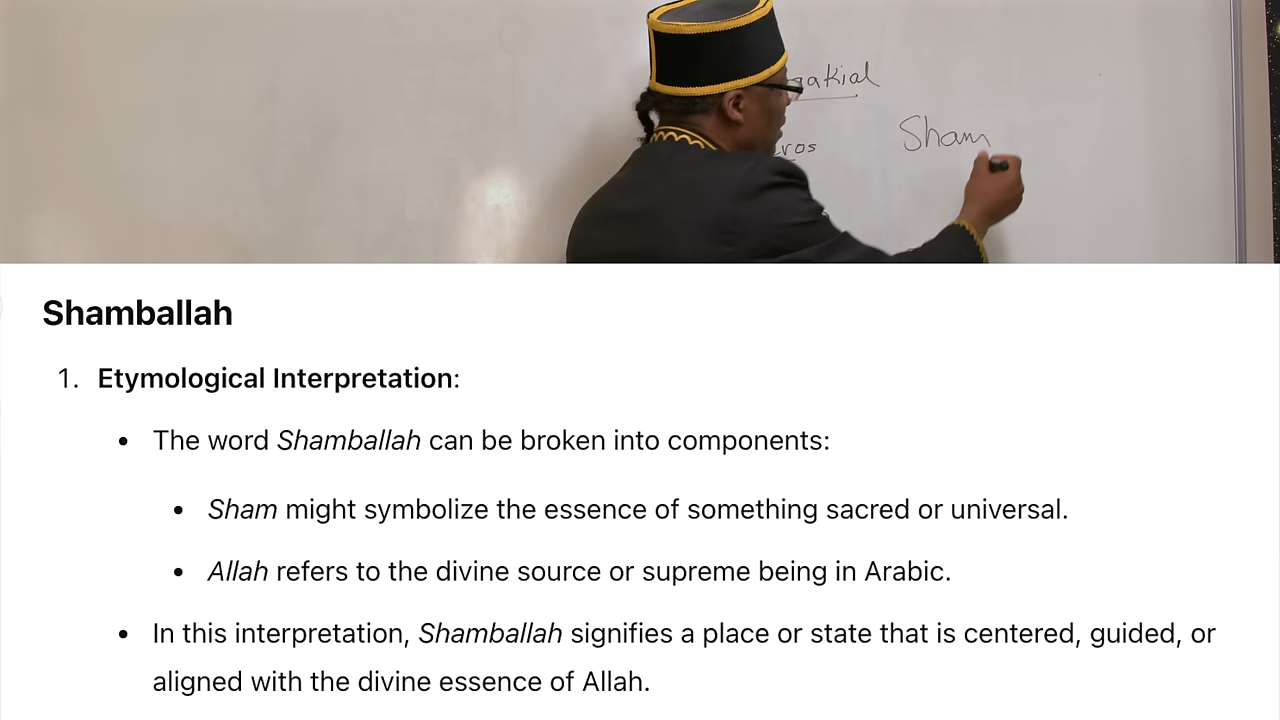 Sham
Shamballah
1. Etymological Interpretation:
• The word Shamballah can be broken into components:
• Sham might symbolize the essence of something sacred or universal.
• Allah refers to the divine source or supreme being in Arabic.
• In this interpretation, Shamballah signifies a place or state that is centered, guided, or
aligned with the divine essence of Allah.